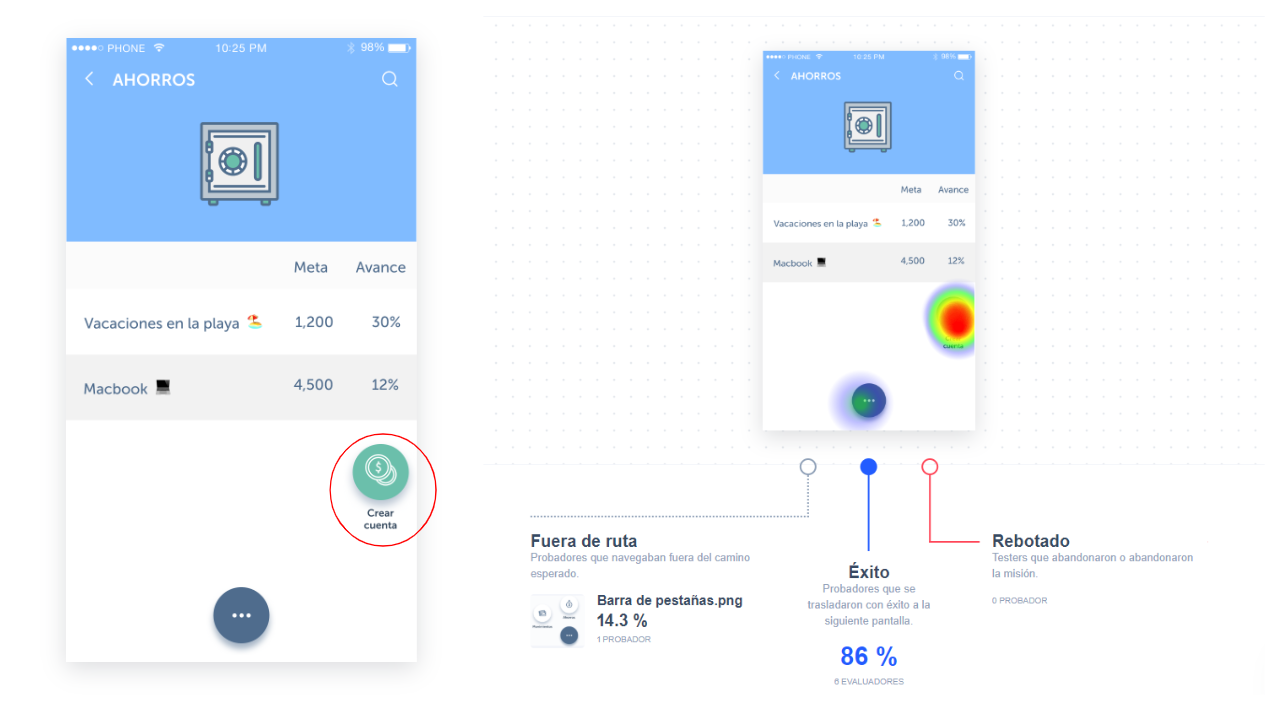 PHONE 10:25 PM 98%
AHORROS
Meta Avance
Vacaciones en la playa 1,200 30%
Macbook 4,500 12%
Crear
cuenta
PHONE 10:25 PM 98%
AHORROS
Meta Avance
Vacaciones en la playa 1,200 30%
Macbook 4,500 12%
cuenta
Fuera de ruta
Probadores que navegaban fuera del camino
esperado.
Barra de pestañas.png
14.3 %
1 PROBADOR
Éxito
Probadores que se
trasladaron con éxito a la
siguiente pantalla.
86 %
6 EVALUADORES
Rebotado
Testers que abandonaron o abandonaron
la misión.
0 PROBADOR